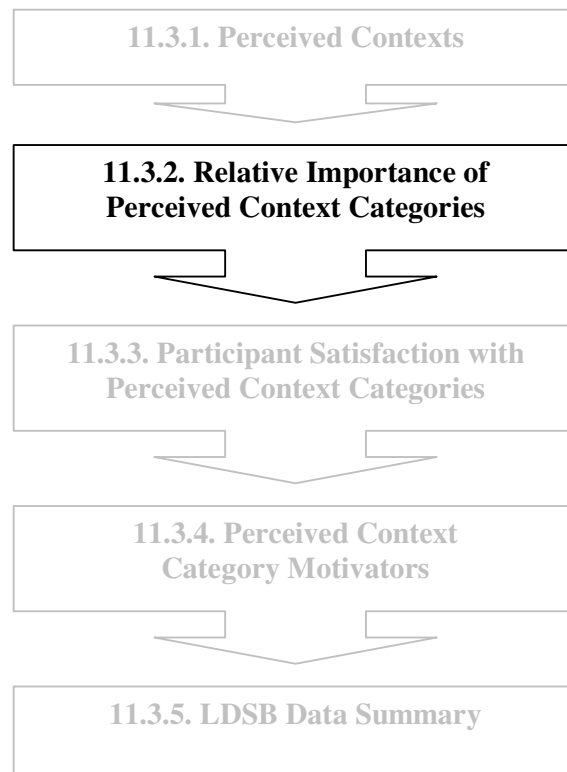 11.3.1. Perceived Contexts
11.3.2. Relative Importance of
Perceived Context Categories
11.3.3. Participant Satisfaction with
Perceived Context Categories
11.3.4. Perceived Context
Category Motivators
11.3.5. LDSB Data Summary